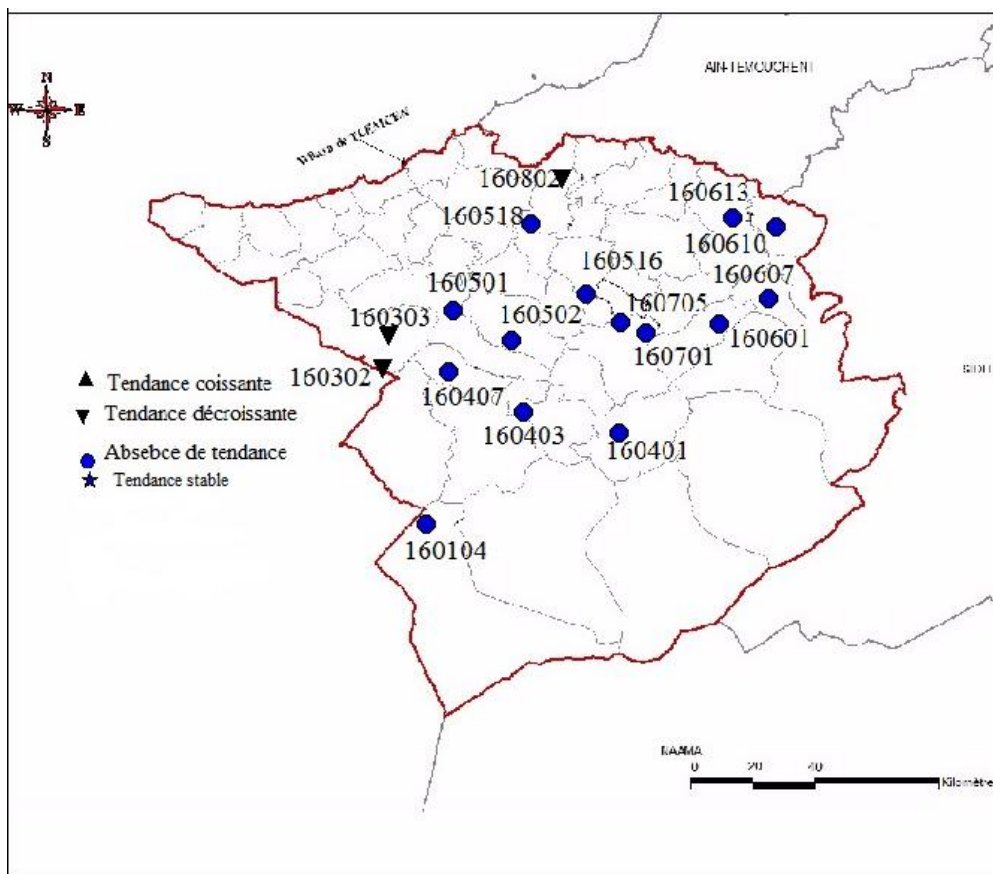 AIN-TEMOUCHENT
N
W E
S
Wilaya de TLEMCEN
160802
160613
160518
160610
160516
160607
160501
160705
160502
160303
160601
160701
160302
SIDI
Tendance coissante
160407
Tendance décroissante
160403
160401
Absebce de tendance
Tendance stable
160104
NAAMA
0 20 40
Kilomètre